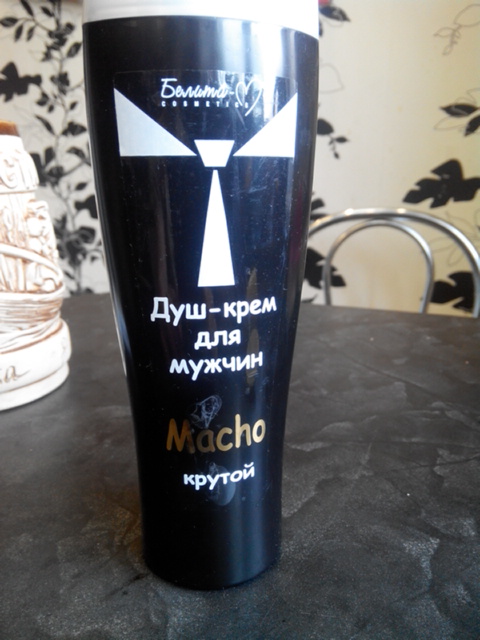 Белита-М
COSMETICS
Душ-крем
для
мужчин
Macho
крутой